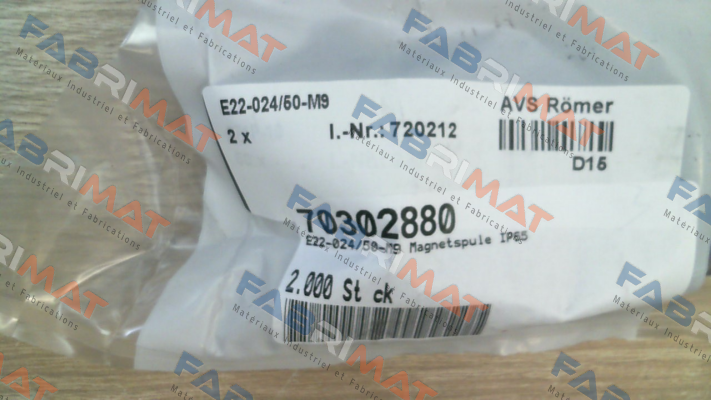 E22-024/50-M9
AVS Römer
2 x
I.-Nr.: 720212
D15
70302880
E22-024/50-M9 Magnetspule IP65
2.000 St ck
FABRIMAT
Matériaux Industriel et Fabrications